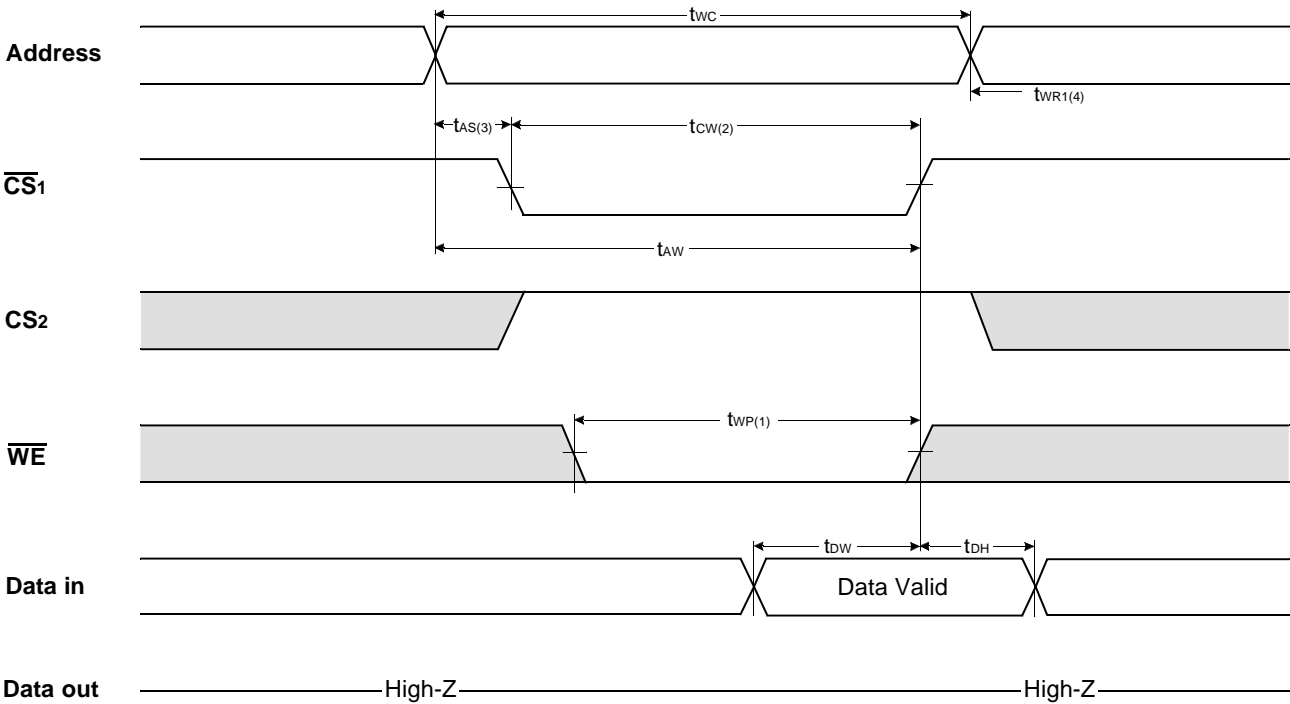 tWC
Address
tWR1(4)
tAS(3) tCW(2)
CS1
tAW
CS2
tWP(1)
WE
tDW tDH
Data in Data Valid
Data out High-Z High-Z